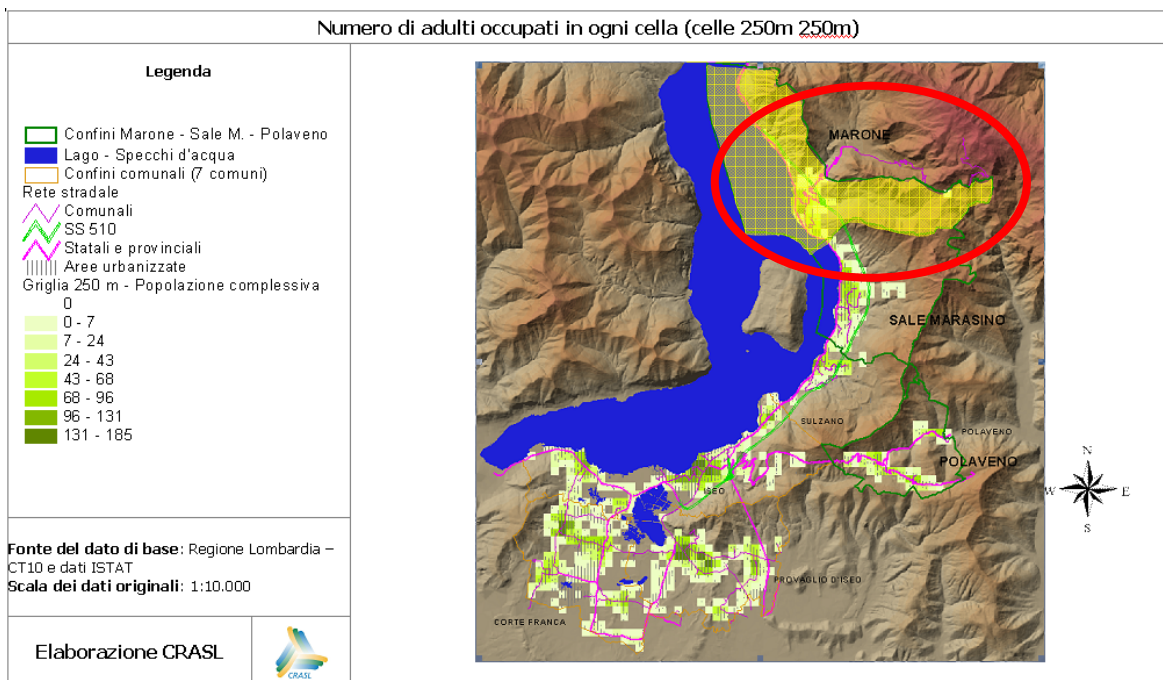 Numero di adulti occupati in ogni cella (celle 250m 250m)
Legenda
Confini Marone - Sale M. - Polaveno
Lago - Specchi d'acqua
Confini comunali (7 comuni)
Rete stradale
Comunali
SS 510
Statali e provinciali
Aree urbanizzate
Griglia 250 m - Popolazione complessiva
0
0 - 7
7 - 24
24 - 43
43 - 68
68 - 96
96 - 131
131 - 185
Fonte del dato di base: Regione Lombardia –
CT10 e dati ISTAT
Scala dei dati originali: 1:10.000
Elaborazione CRASL
CRASL
MARONE
SALE MARASINO
SULZANO
POLAVENO
POLAVENO
ISEO
PROVAGLIO D'ISEO
CORTE FRANCA
N
W E
S